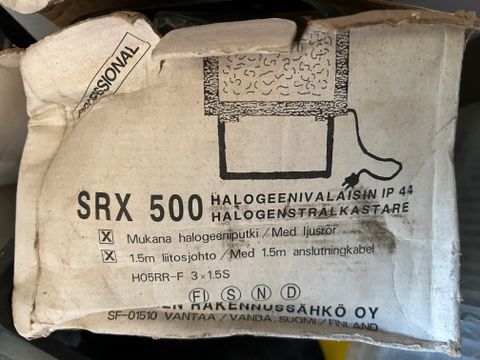 PROFESSIONAL
SRX 500 HALOGEENIVALAISIN IP 44
HALOGENSTRÅLKASTARE
☒ Mukana halogeeniputki / Med ljusrör
☒ 1.5m liitosjohto / Med 1.5m anslutningkabel
H05RR-F 3 x 1.5S
FI S N D
RAKENNUSSÄHKÖ OY
SF-01510 VANTAA / VANDA, SUOMI / FINLAND